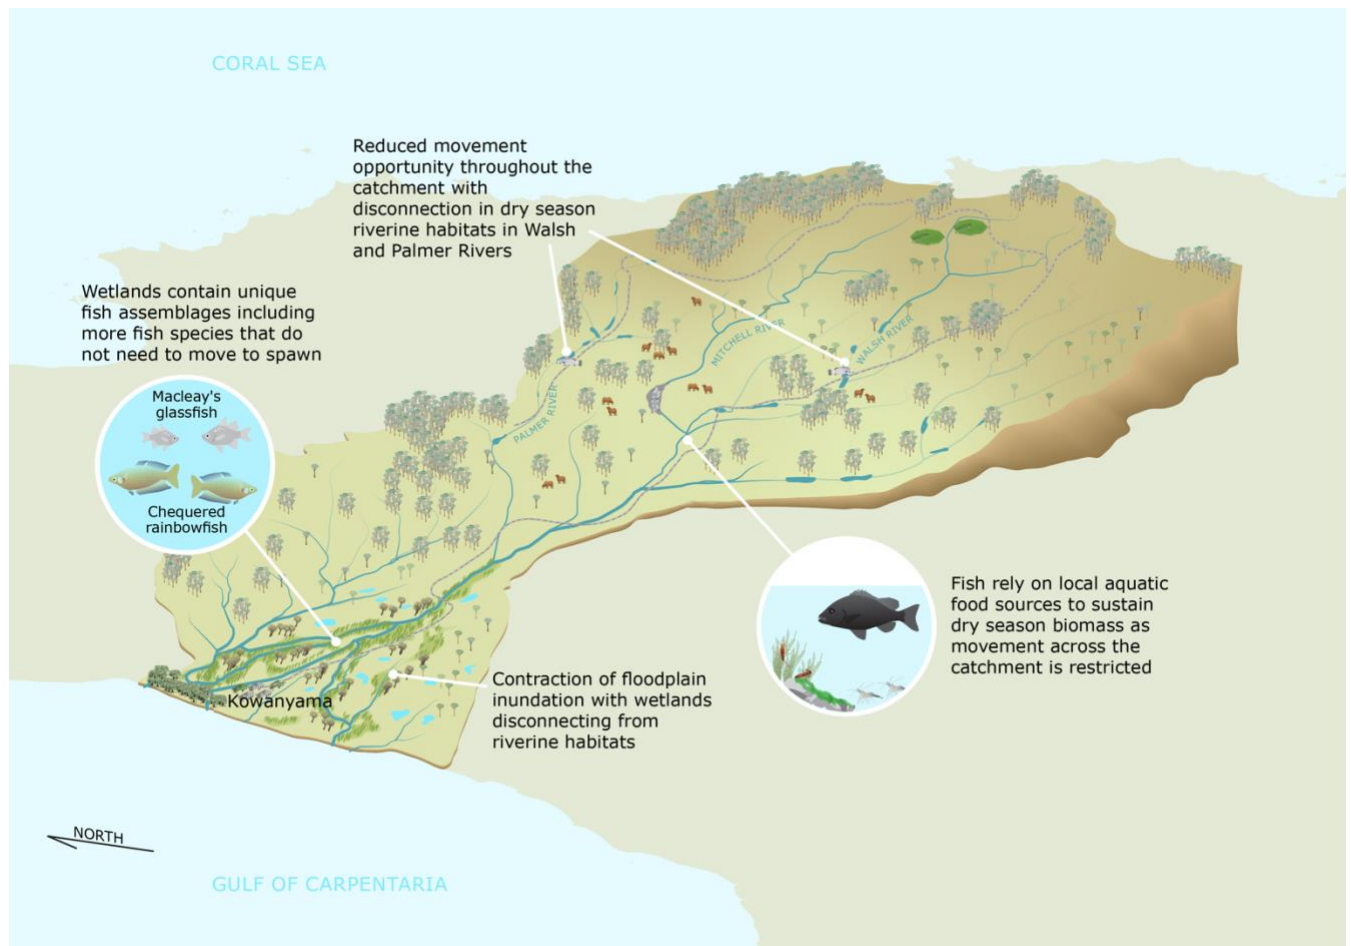 CORAL SEA
Reduced movement
opportunity throughout the
catchment with
disconnection in dry season
riverine habitats in Walsh
and Palmer Rivers
Wetlands contain unique
fish assemblages including
more fish species that do
not need to move to spawn
Macleay's
glassfish
Chequered
rainbowfish
PALMER RIVER
MITCHELL RIVER
WALSH RIVER
Fish rely on local aquatic
food sources to sustain
dry season biomass as
movement across the
catchment is restricted
Kowanyama
Contraction of floodplain
inundation with wetlands
disconnecting from
riverine habitats
NORTH
GULF OF CARPENTARIA